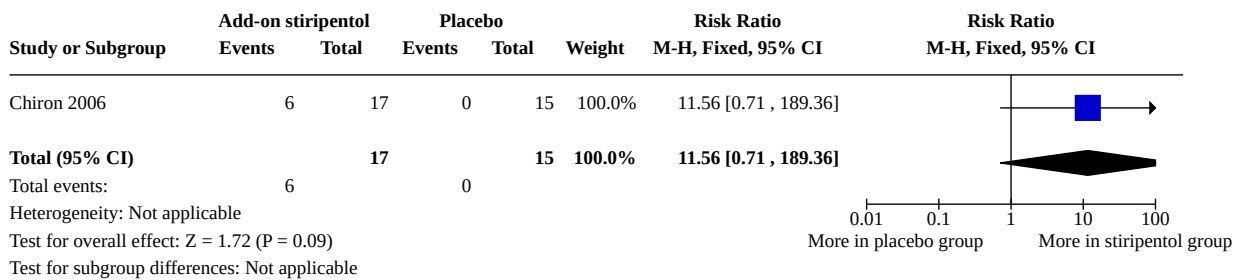 Add-on stiripentol Placebo Risk Ratio Risk Ratio
Study or Subgroup Events Total Events Total Weight M-H, Fixed, 95% CI M-H, Fixed, 95% CI
Chiron 2006 6 17 0 15 100.0% 11.56 [0.71 , 189.36]
Total (95% CI) 17 15 100.0% 11.56 [0.71 , 189.36]
Total events: 6 0
Heterogeneity: Not applicable
0.01 0.1 1 10 100
Test for overall effect: Z = 1.72 (P = 0.09) More in placebo group More in stiripentol group
Test for subgroup differences: Not applicable